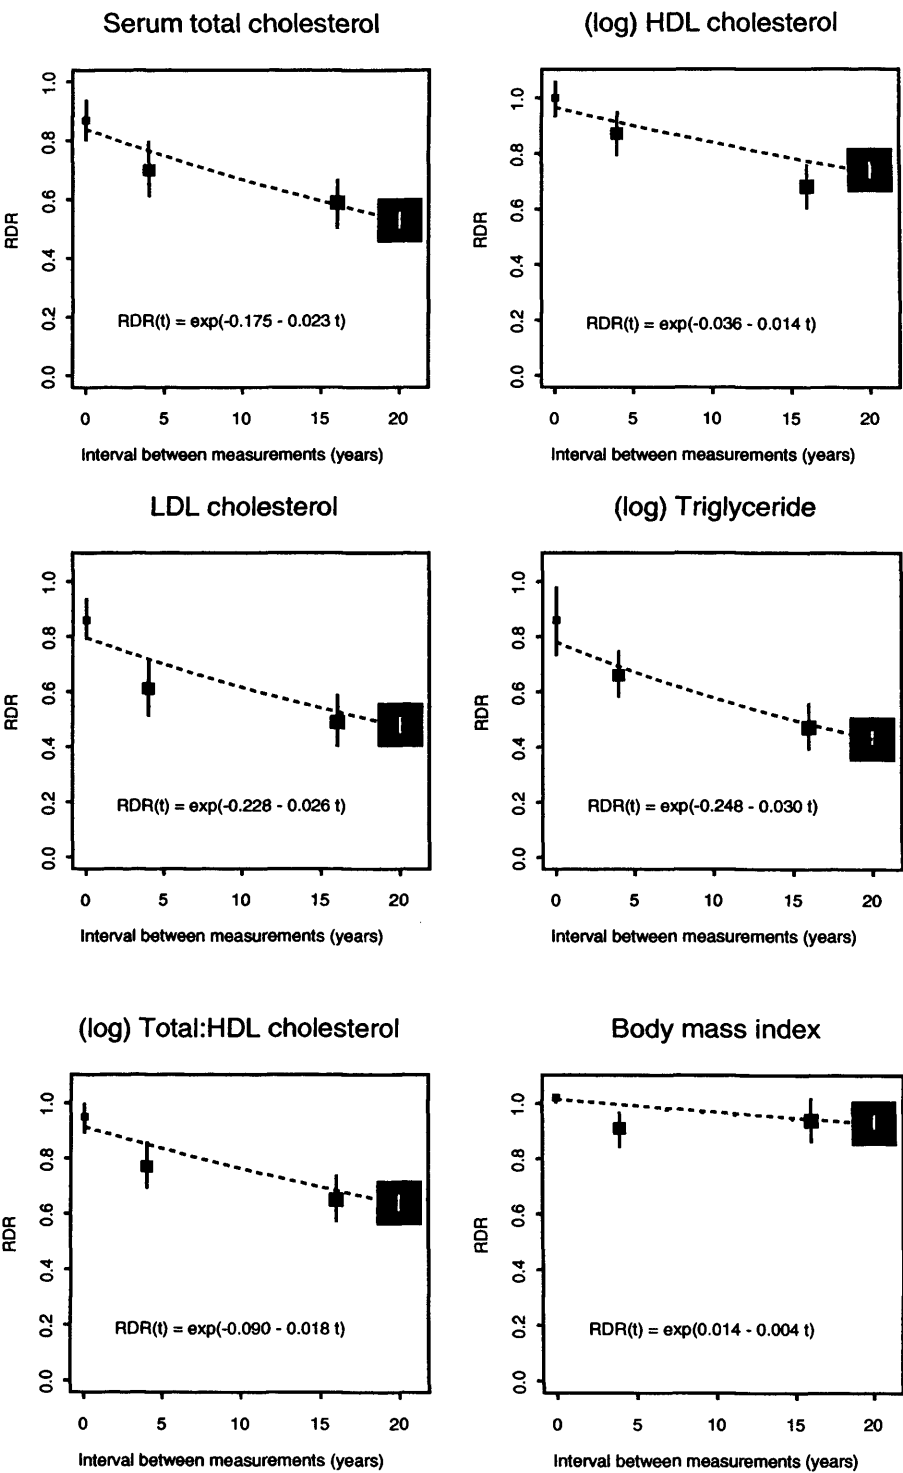 Serum total cholesterol
RDR
1.0
0.8
0.6
0.4
0.2
0.0
RDR(t) = exp(-0.175 - 0.023 t)
0 5 10 15 20
Interval between measurements (years)
(log) HDL cholesterol
RDR
1.0
0.8
0.6
0.4
0.2
0.0
RDR(t) = exp(-0.036 - 0.014 t)
0 5 10 15 20
Interval between measurements (years)
LDL cholesterol
RDR
1.0
0.8
0.6
0.4
0.2
0.0
RDR(t) = exp(-0.228 - 0.026 t)
0 5 10 15 20
Interval between measurements (years)
(log) Triglyceride
RDR
1.0
0.8
0.6
0.4
0.2
0.0
RDR(t) = exp(-0.248 - 0.030 t)
0 5 10 15 20
Interval between measurements (years)
(log) Total:HDL cholesterol
RDR
1.0
0.8
0.6
0.4
0.2
0.0
RDR(t) = exp(-0.090 - 0.018 t)
0 5 10 15 20
Interval between measurements (years)
Body mass index
RDR
1.0
0.8
0.6
0.4
0.2
0.0
RDR(t) = exp(0.014 - 0.004 t)
0 5 10 15 20
Interval between measurements (years)